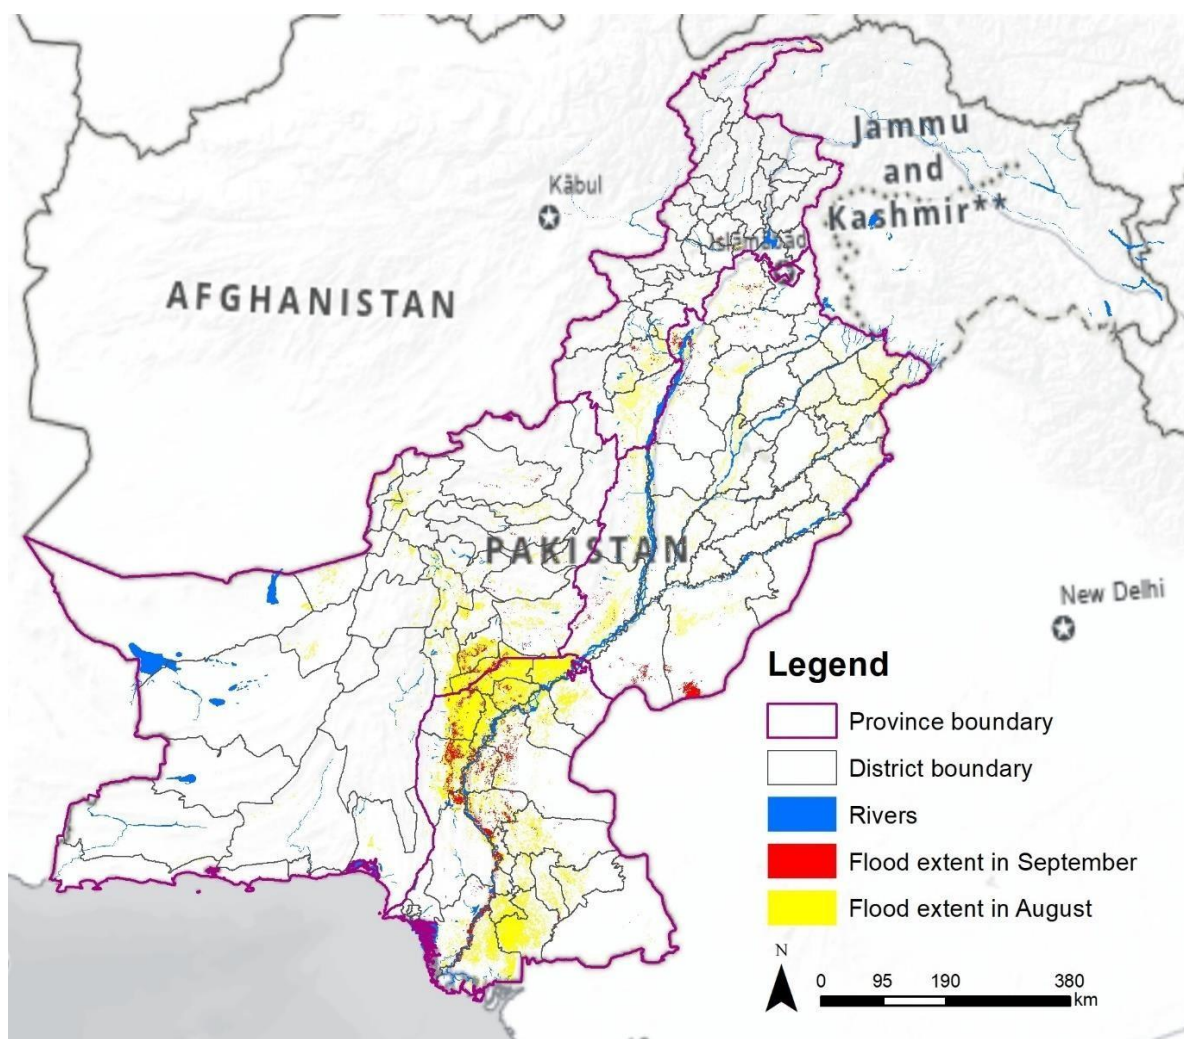 Jammu
and
Kashmir**
Kābul
Islāmābād
AFGHANISTAN
PAKISTAN
New Delhi
Legend
Province boundary
District boundary
Rivers
Flood extent in September
Flood extent in August
N
0 95 190 380
km